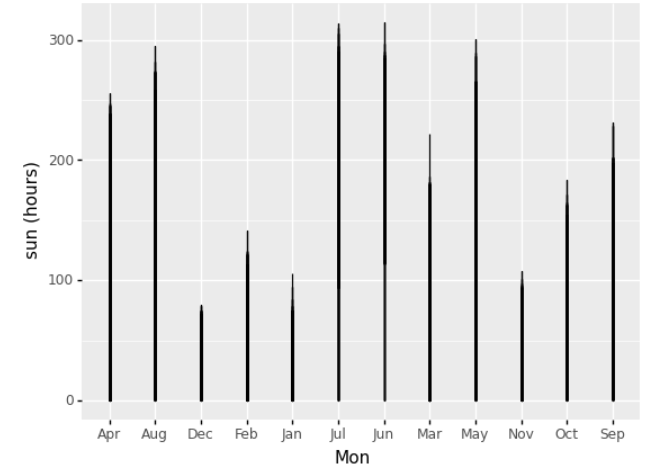 300
200
100
0
sun (hours)
Apr Aug Dec Feb Jan Jul Jun Mar May Nov Oct Sep
Mon